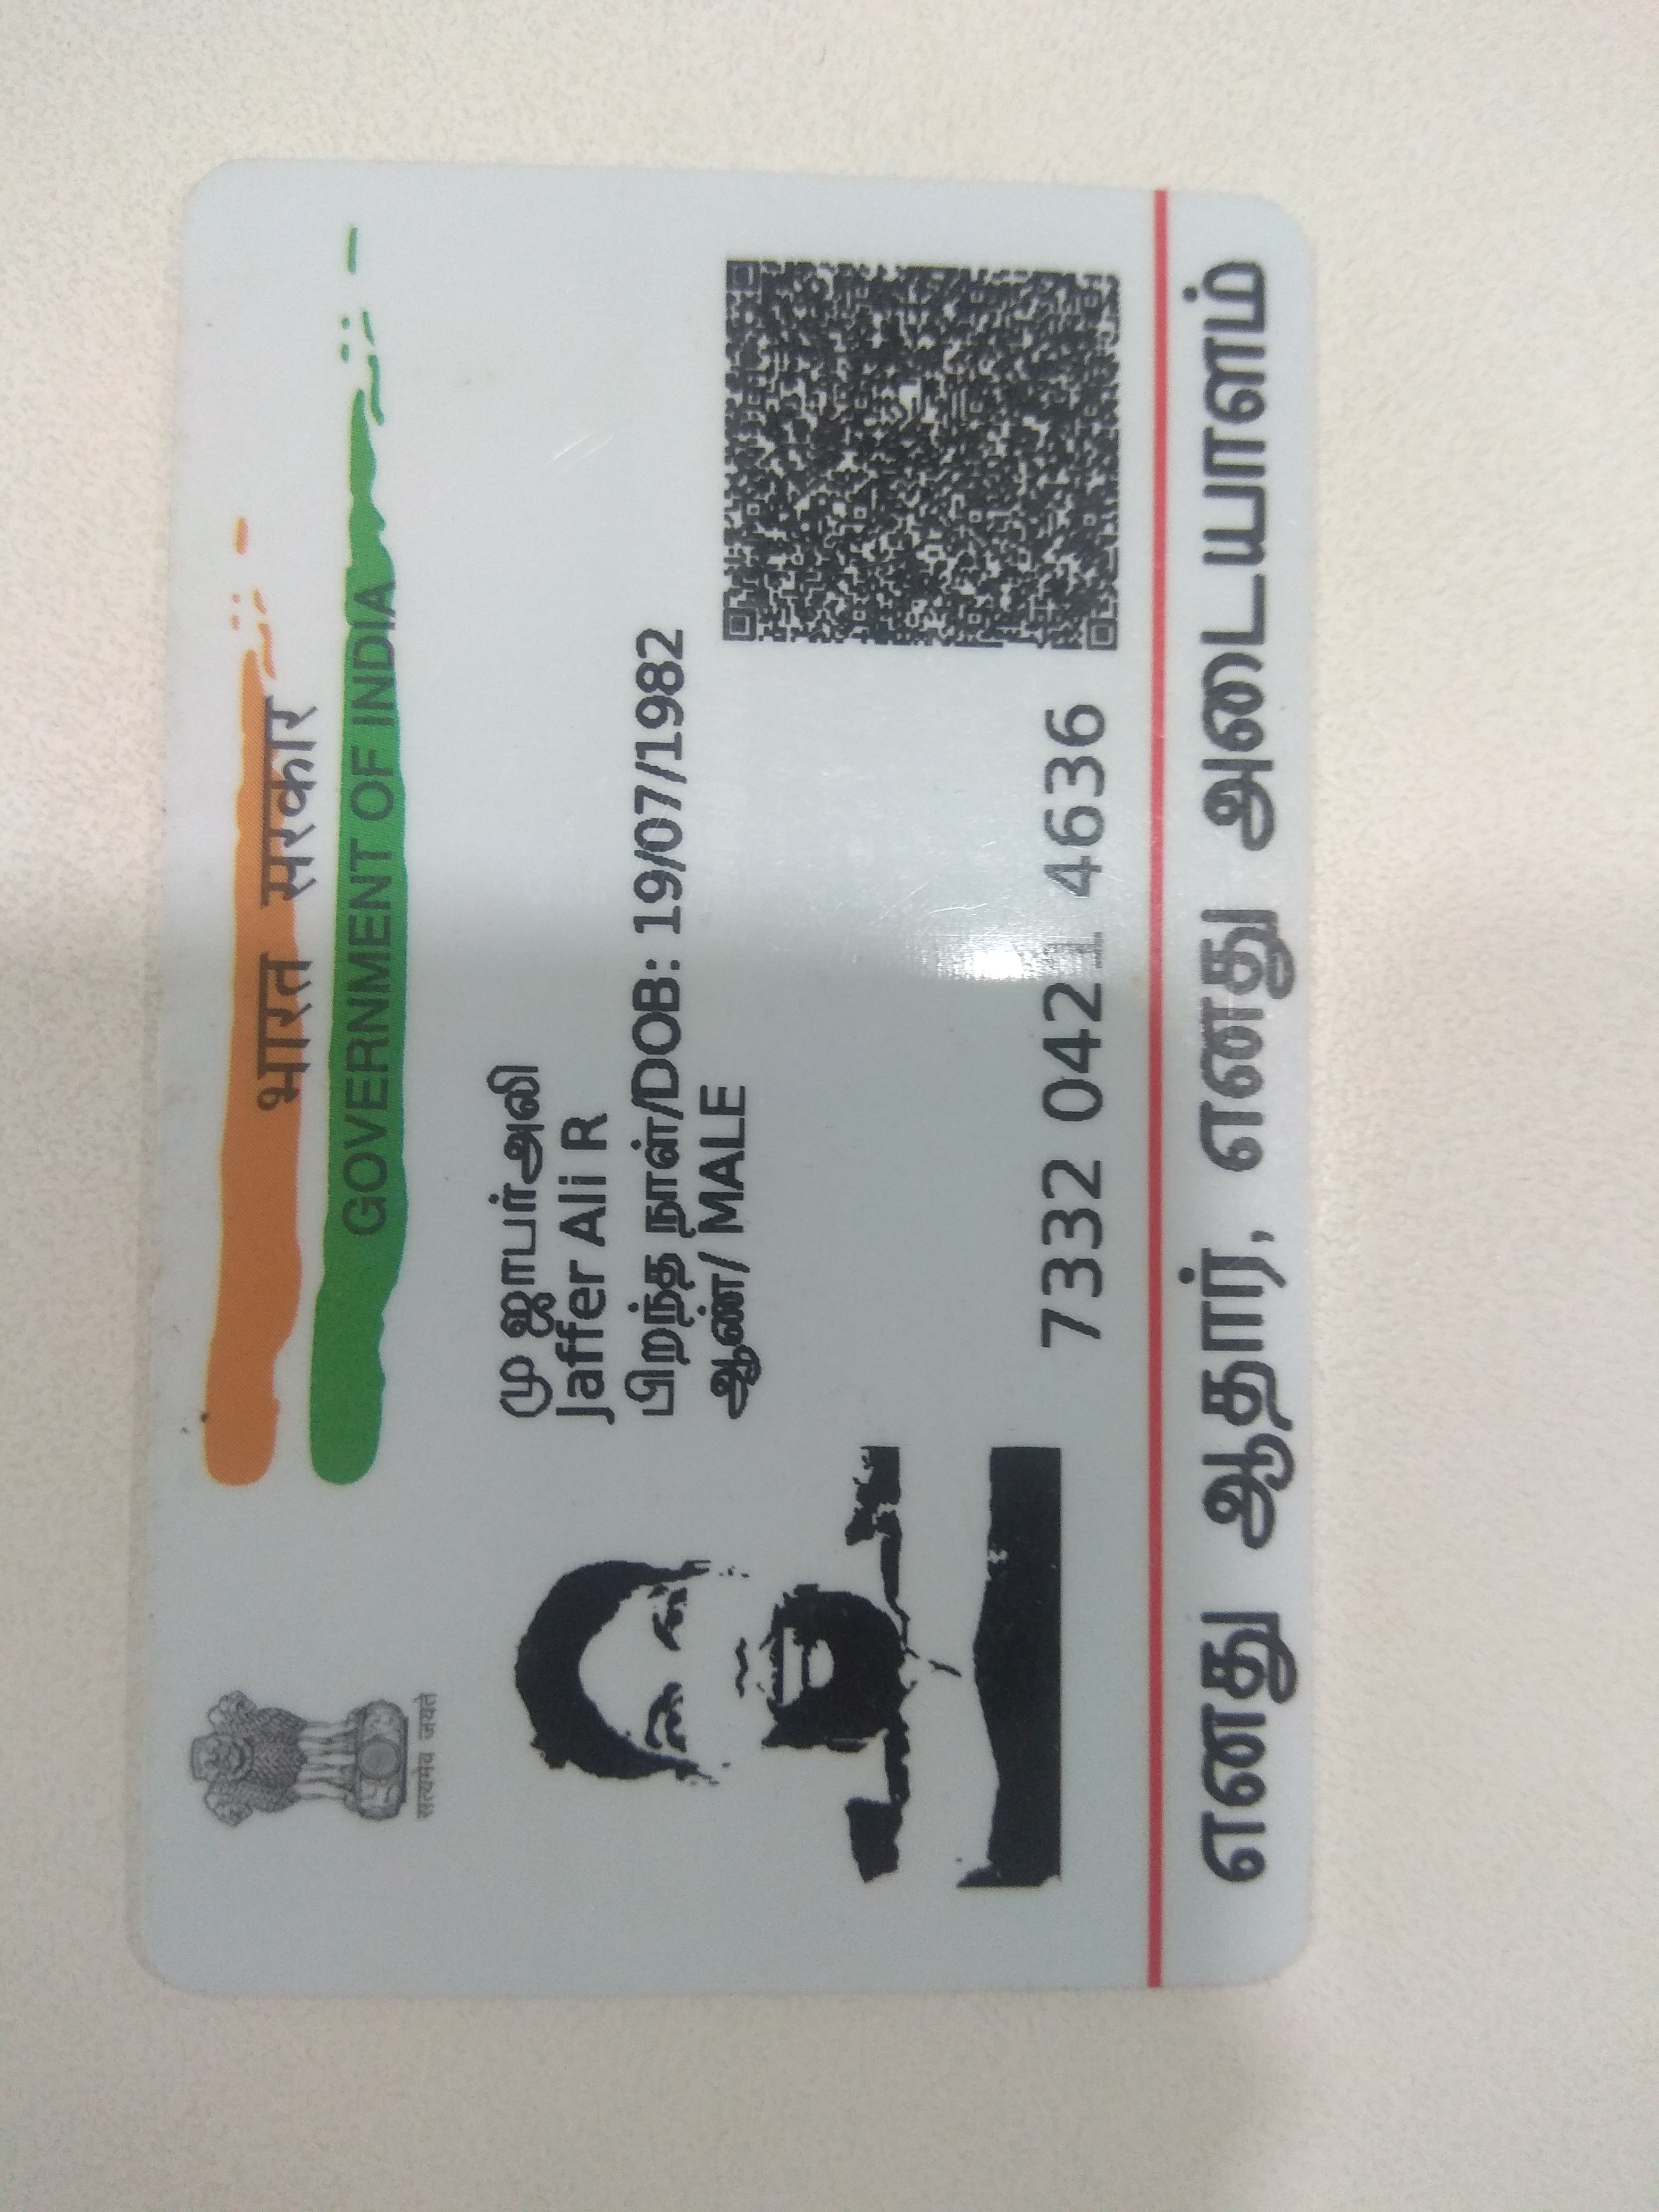 भारत सरकार
GOVERNMENT OF INDIA
सत्यमेव जयते
மு ஜாபர்அலி
Jaffer Ali R
பிறந்த நாள்/DOB: 19/07/1982
ஆண்/ MALE
7332 0421 4636
எனது ஆதார், எனது அடையாளம்